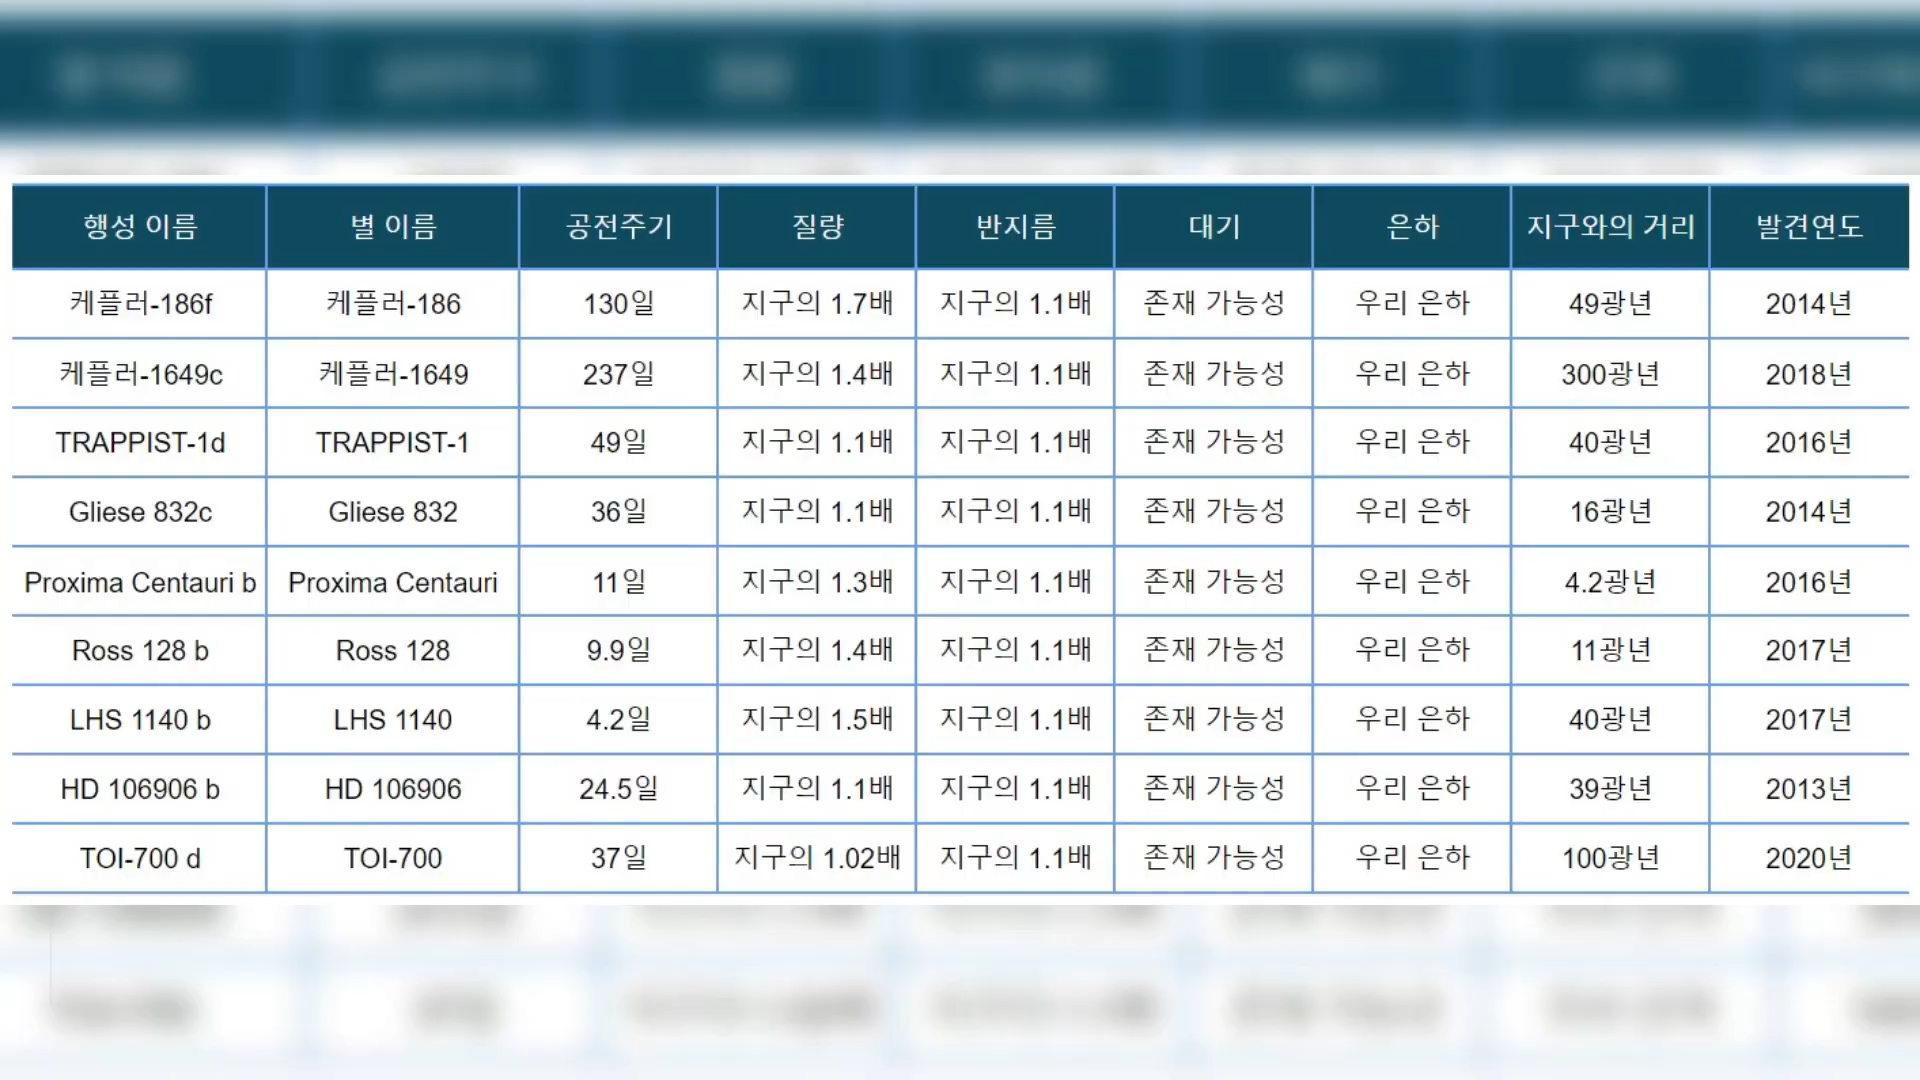 행성 이름 별 이름 공전주기 질량 반지름 대기 은하 지구와의 거리 발견연도
케플러-186f 케플러-186 130일 지구의 1.7배 지구의 1.1배 존재 가능성 우리 은하 49광년 2014년
케플러-1649c 케플러-1649 237일 지구의 1.4배 지구의 1.1배 존재 가능성 우리 은하 300광년 2018년
TRAPPIST-1d TRAPPIST-1 49일 지구의 1.1배 지구의 1.1배 존재 가능성 우리 은하 40광년 2016년
Gliese 832c Gliese 832 36일 지구의 1.1배 지구의 1.1배 존재 가능성 우리 은하 16광년 2014년
Proxima Centauri b Proxima Centauri 11일 지구의 1.3배 지구의 1.1배 존재 가능성 우리 은하 4.2광년 2016년
Ross 128 b Ross 128 9.9일 지구의 1.4배 지구의 1.1배 존재 가능성 우리 은하 11광년 2017년
LHS 1140 b LHS 1140 4.2일 지구의 1.5배 지구의 1.1배 존재 가능성 우리 은하 40광년 2017년
HD 106906 b HD 106906 24.5일 지구의 1.1배 지구의 1.1배 존재 가능성 우리 은하 39광년 2013년
TOI-700 d TOI-700 37일 지구의 1.02배 지구의 1.1배 존재 가능성 우리 은하 100광년 2020년